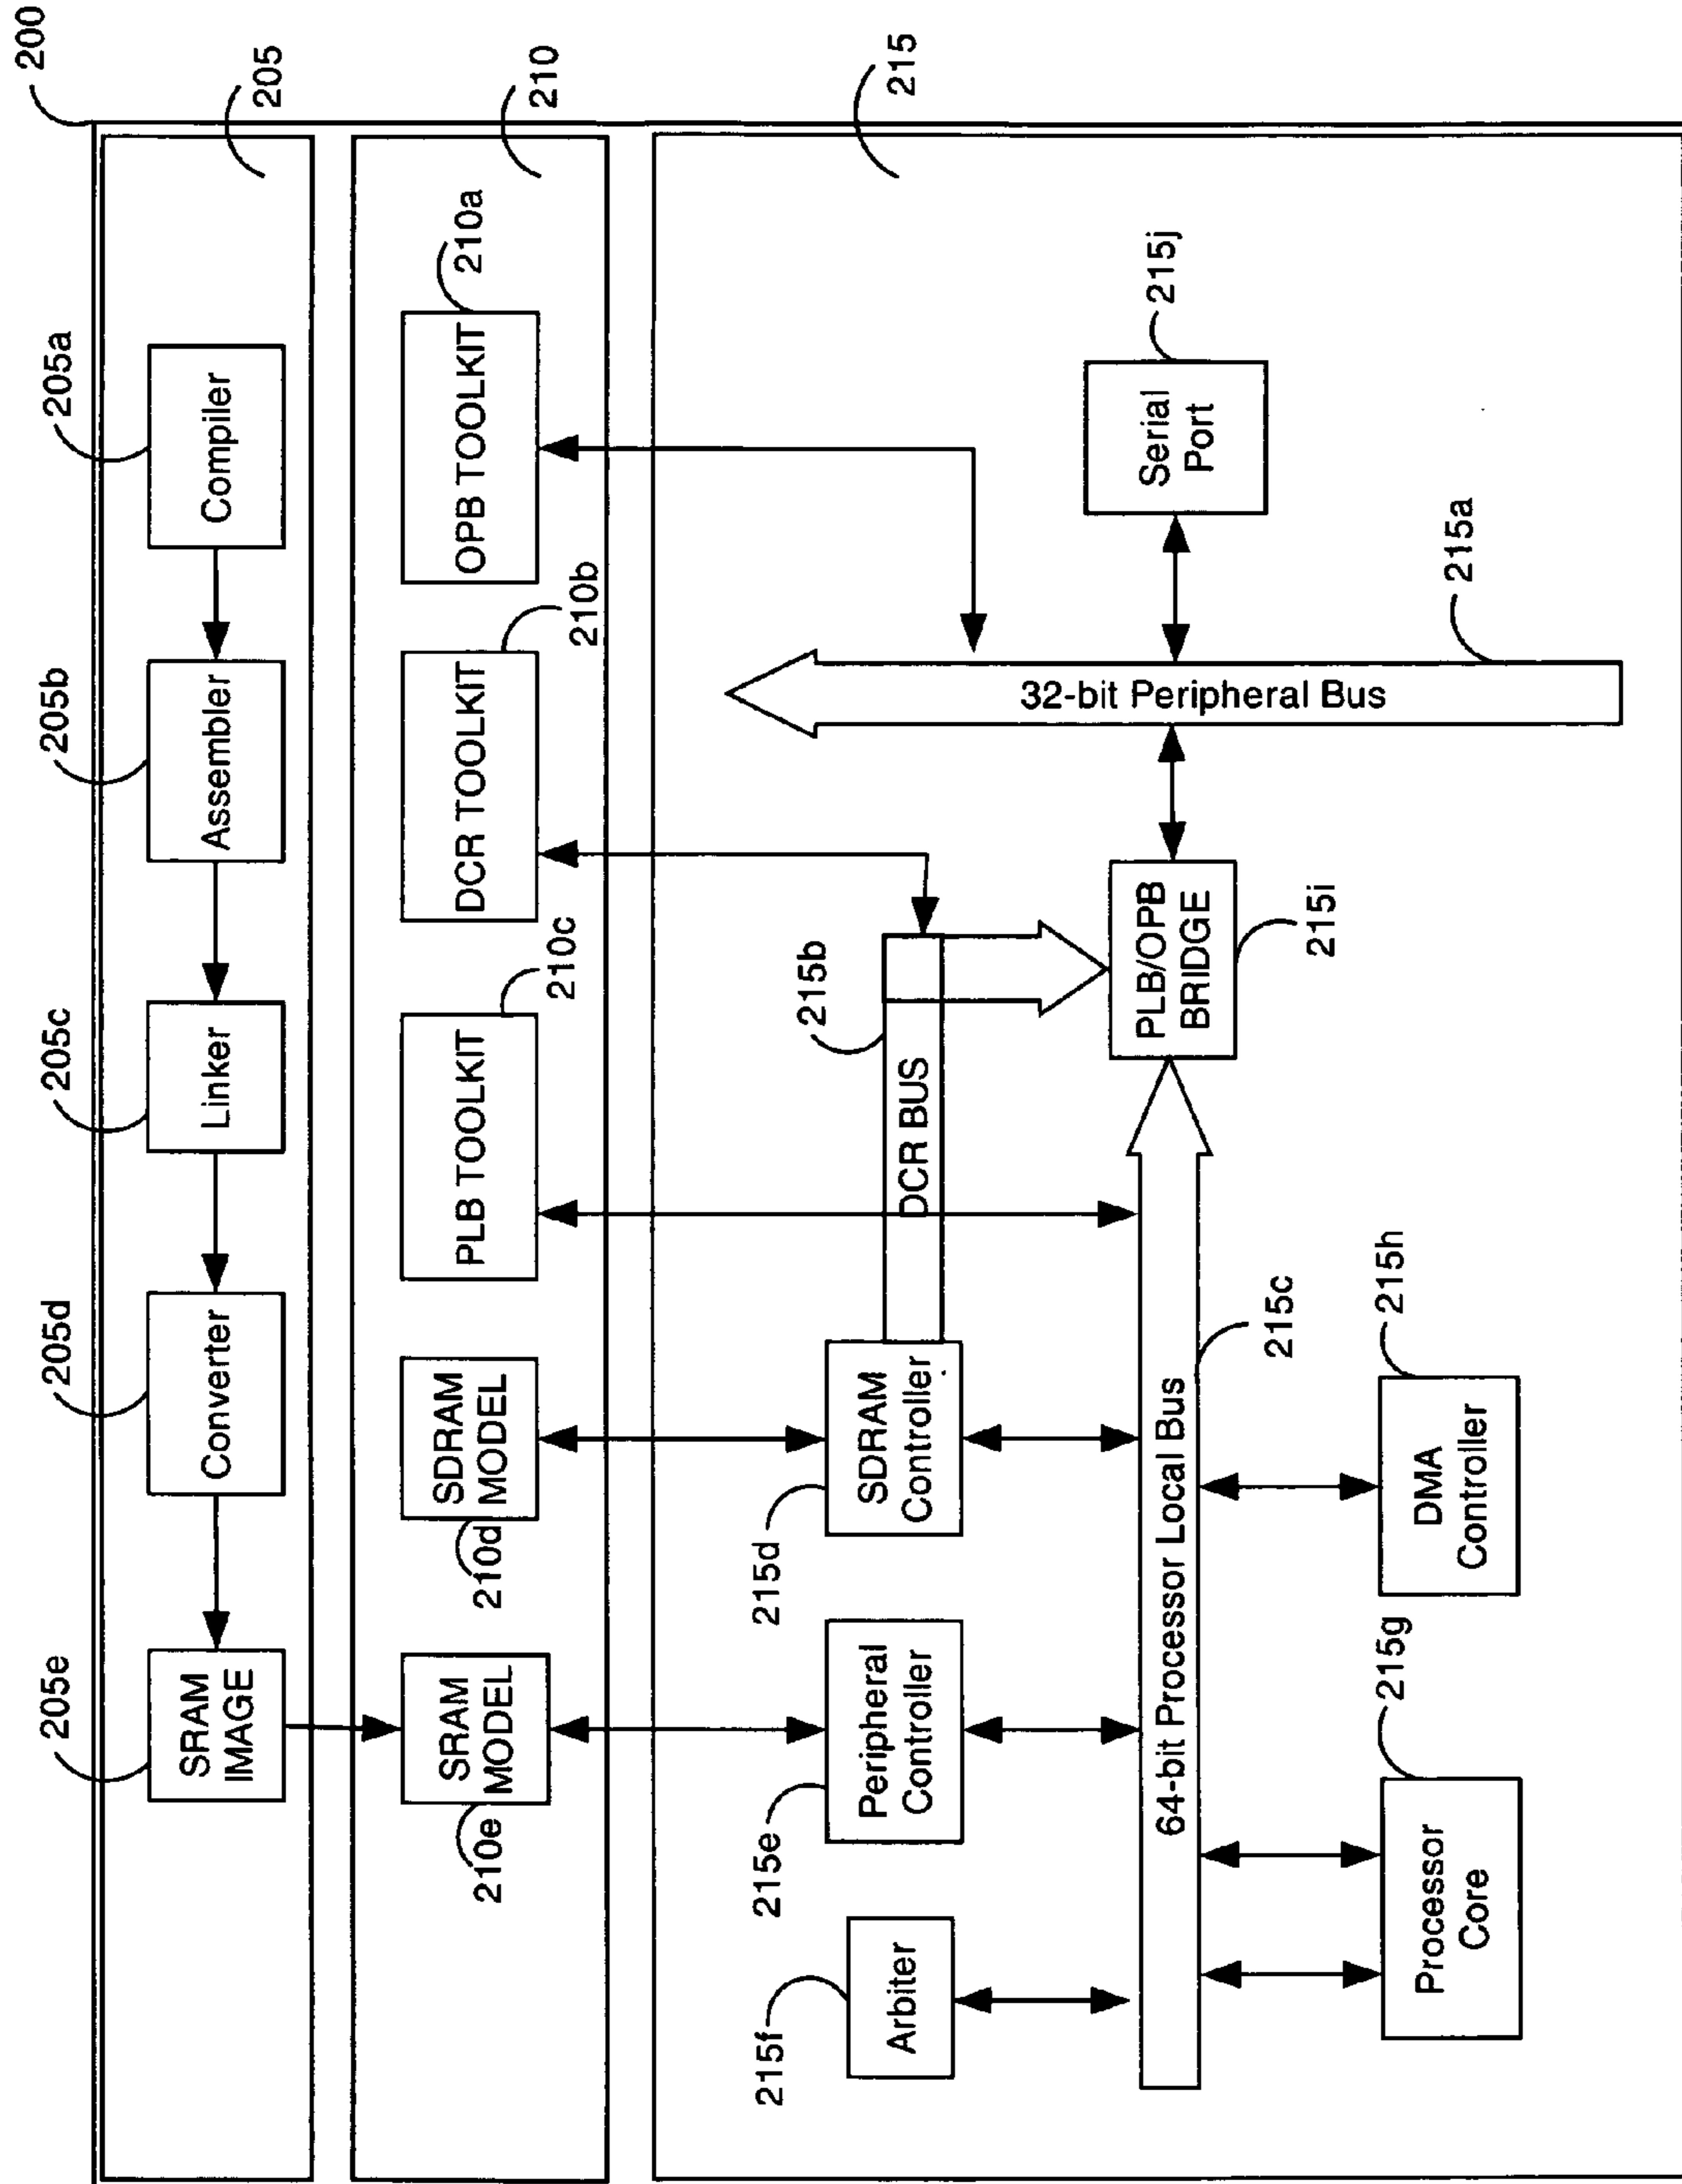 200
205
205e
205d
205c
205b
205a
SRAM
IMAGE
Converter
Linker
Assembler
Compiler
210
SRAM
MODEL
210e
SDRAM
MODEL
210d
PLB TOOLKIT
210c
DCR TOOLKIT
210b
OPB TOOLKIT
210a
215
215f
Arbiter
215e
Peripheral
Controller
215d
SDRAM
Controller
DCR BUS
215b
64-bit Processor Local Bus
215c
PLB/OPB
BRIDGE
215i
32-bit Peripheral Bus
215a
Serial
Port
215j
Processor
Core
215g
DMA
Controller
215h